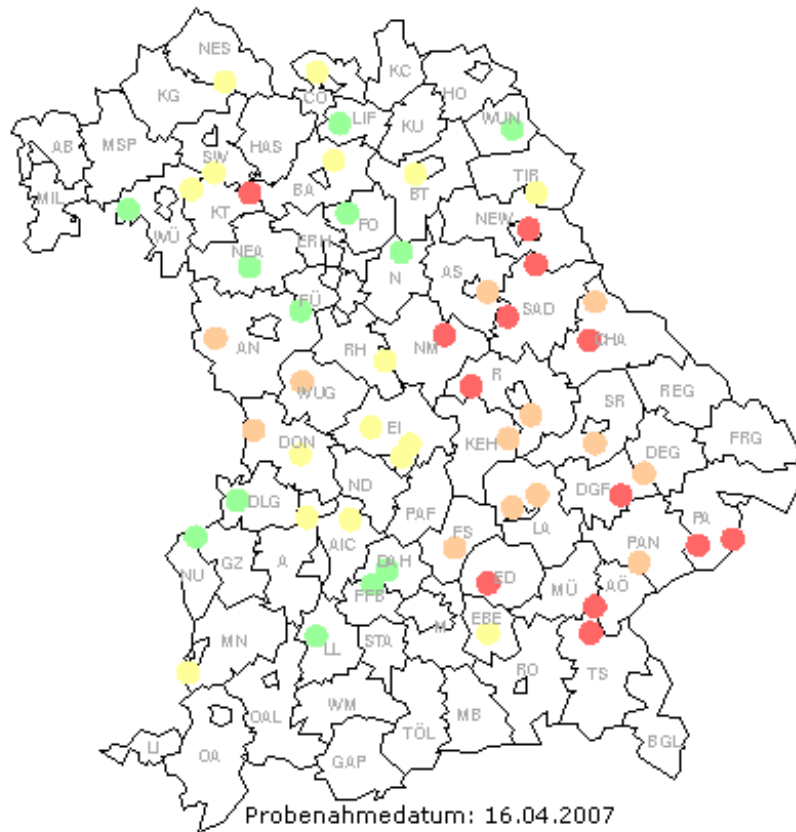 NES
KC
CO
HO
KG
LIF
KU
WUN
AB
MSP
HAS
SW
BA
BT
TIR
MIL
KT
FO
NEW
WÜ
ERH
NEA
N
AS
FÜ
SAD
AN
RH
NM
CHA
WUG
R
REG
SR
EI
DON
KEH
DEG
FRG
ND
DLG
DGF
PAF
LA
PA
AIC
FS
PAN
A
DAH
GZ
NU
FFB
ED
MÜ
AÖ
EBE
M
MN
LL
STA
RO
TS
WM
OAL
MB
TÖL
BGL
LI
OA
GAP
Probenahmedatum: 16.04.2007